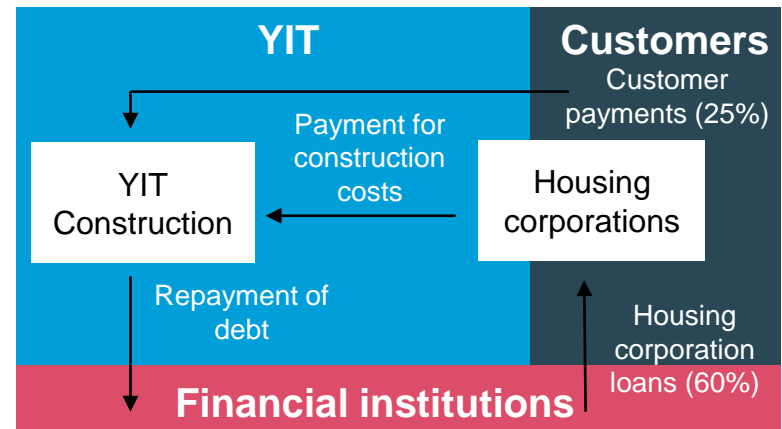 YIT
Customers
Customer
payments (25%)
Payment for
construction
costs
YIT
Construction
Housing
corporations
Repayment of
debt
Housing
corporation
loans (60%)
Financial institutions